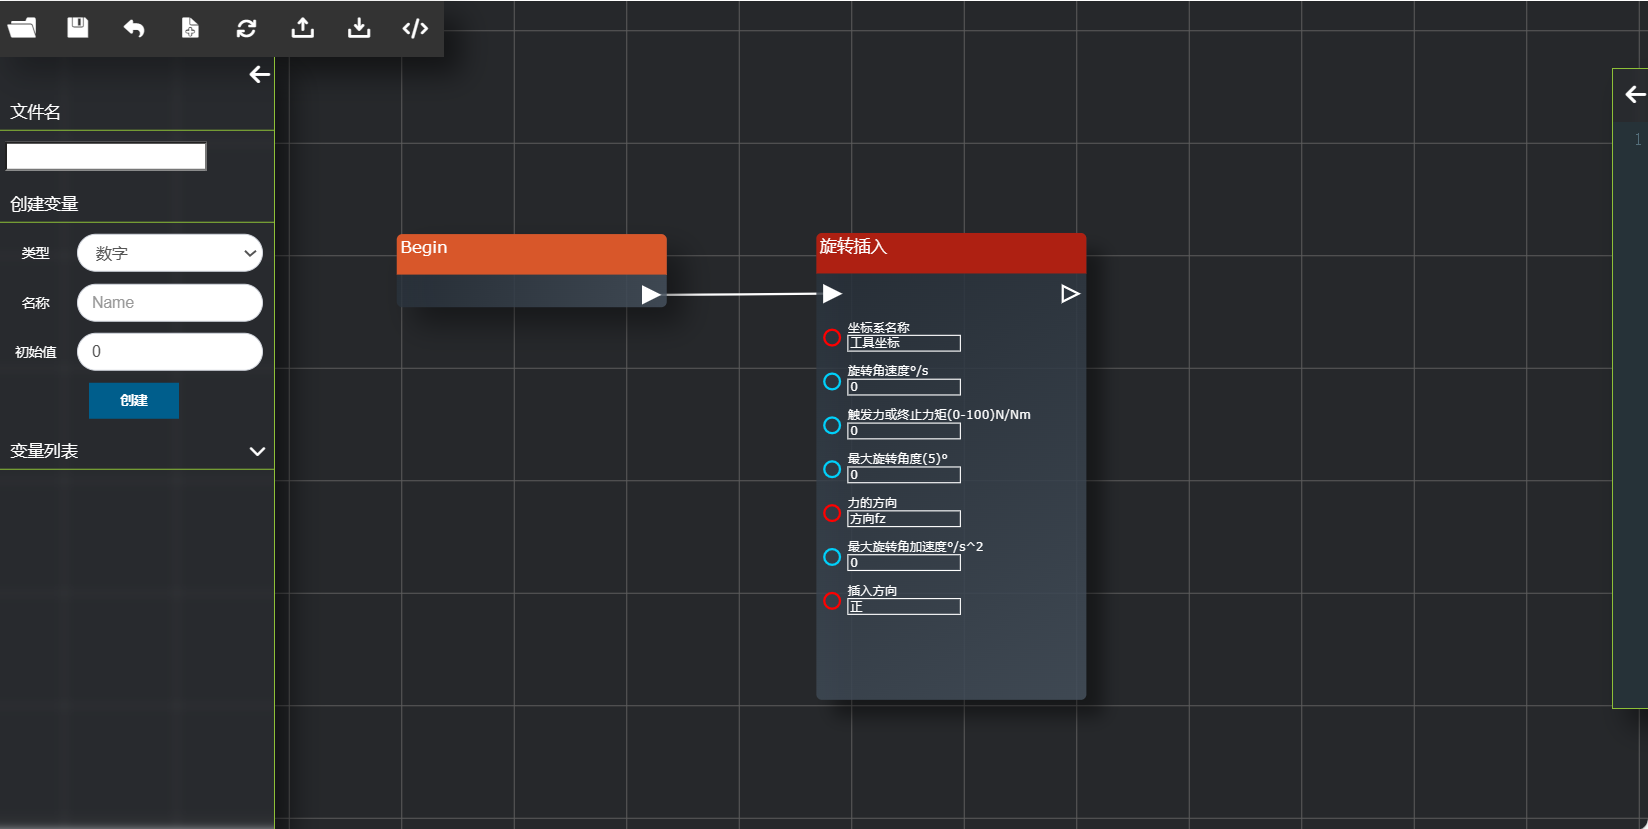 文件名
创建变量
类型
数字
名称
Name
初始值
0
创建
变量列表
Begin
旋转插入
坐标系名称
工具坐标
旋转角速度°/s
0
触发力或终止力矩(0-100)N/Nm
0
最大旋转角度(5)°
0
力的方向
方向fz
最大旋转角加速度°/s^2
0
插入方向
正
1